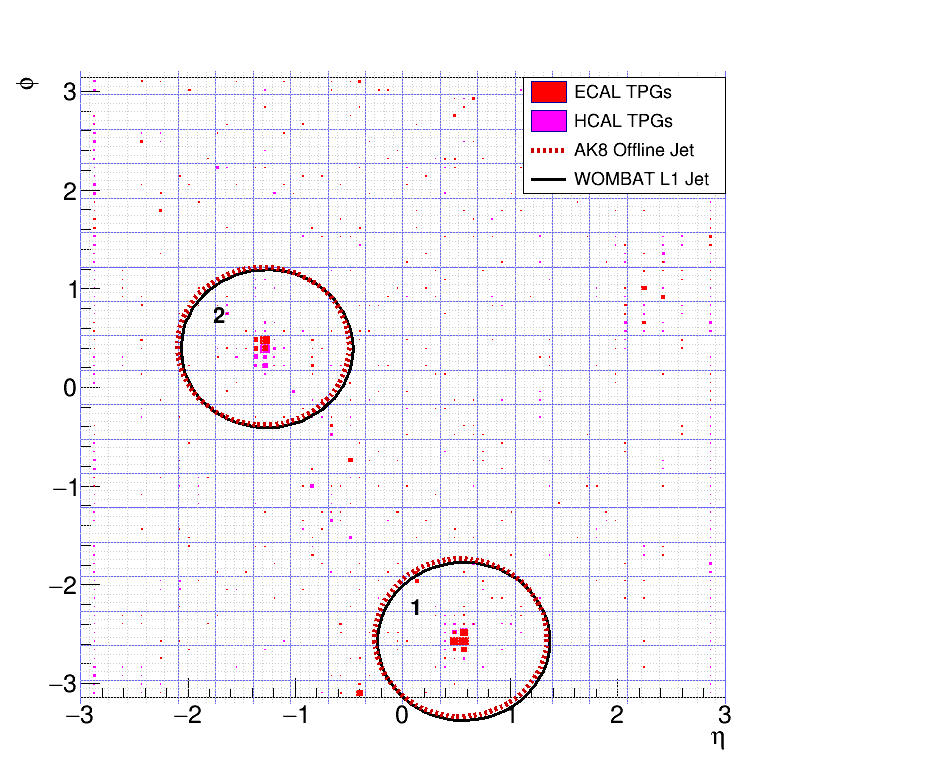 φ
3
2
1
0
−1
−2
−3
ECAL TPGs
HCAL TPGs
AK8 Offline Jet
WOMBAT L1 Jet
2
1
−3 −2 −1 0 1 2 3
η